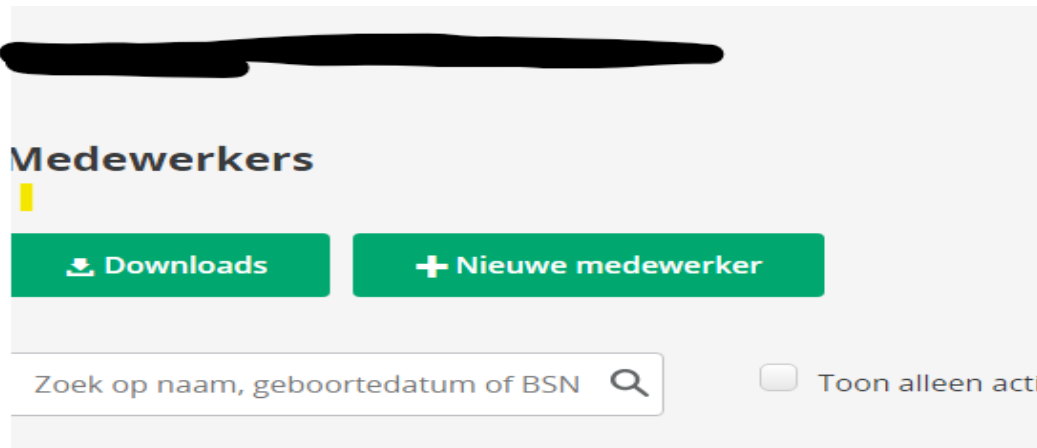 Medewerkers
Downloads
Nieuwe medewerker
Zoek op naam, geboortedatum of BSN
Toon alleen acti